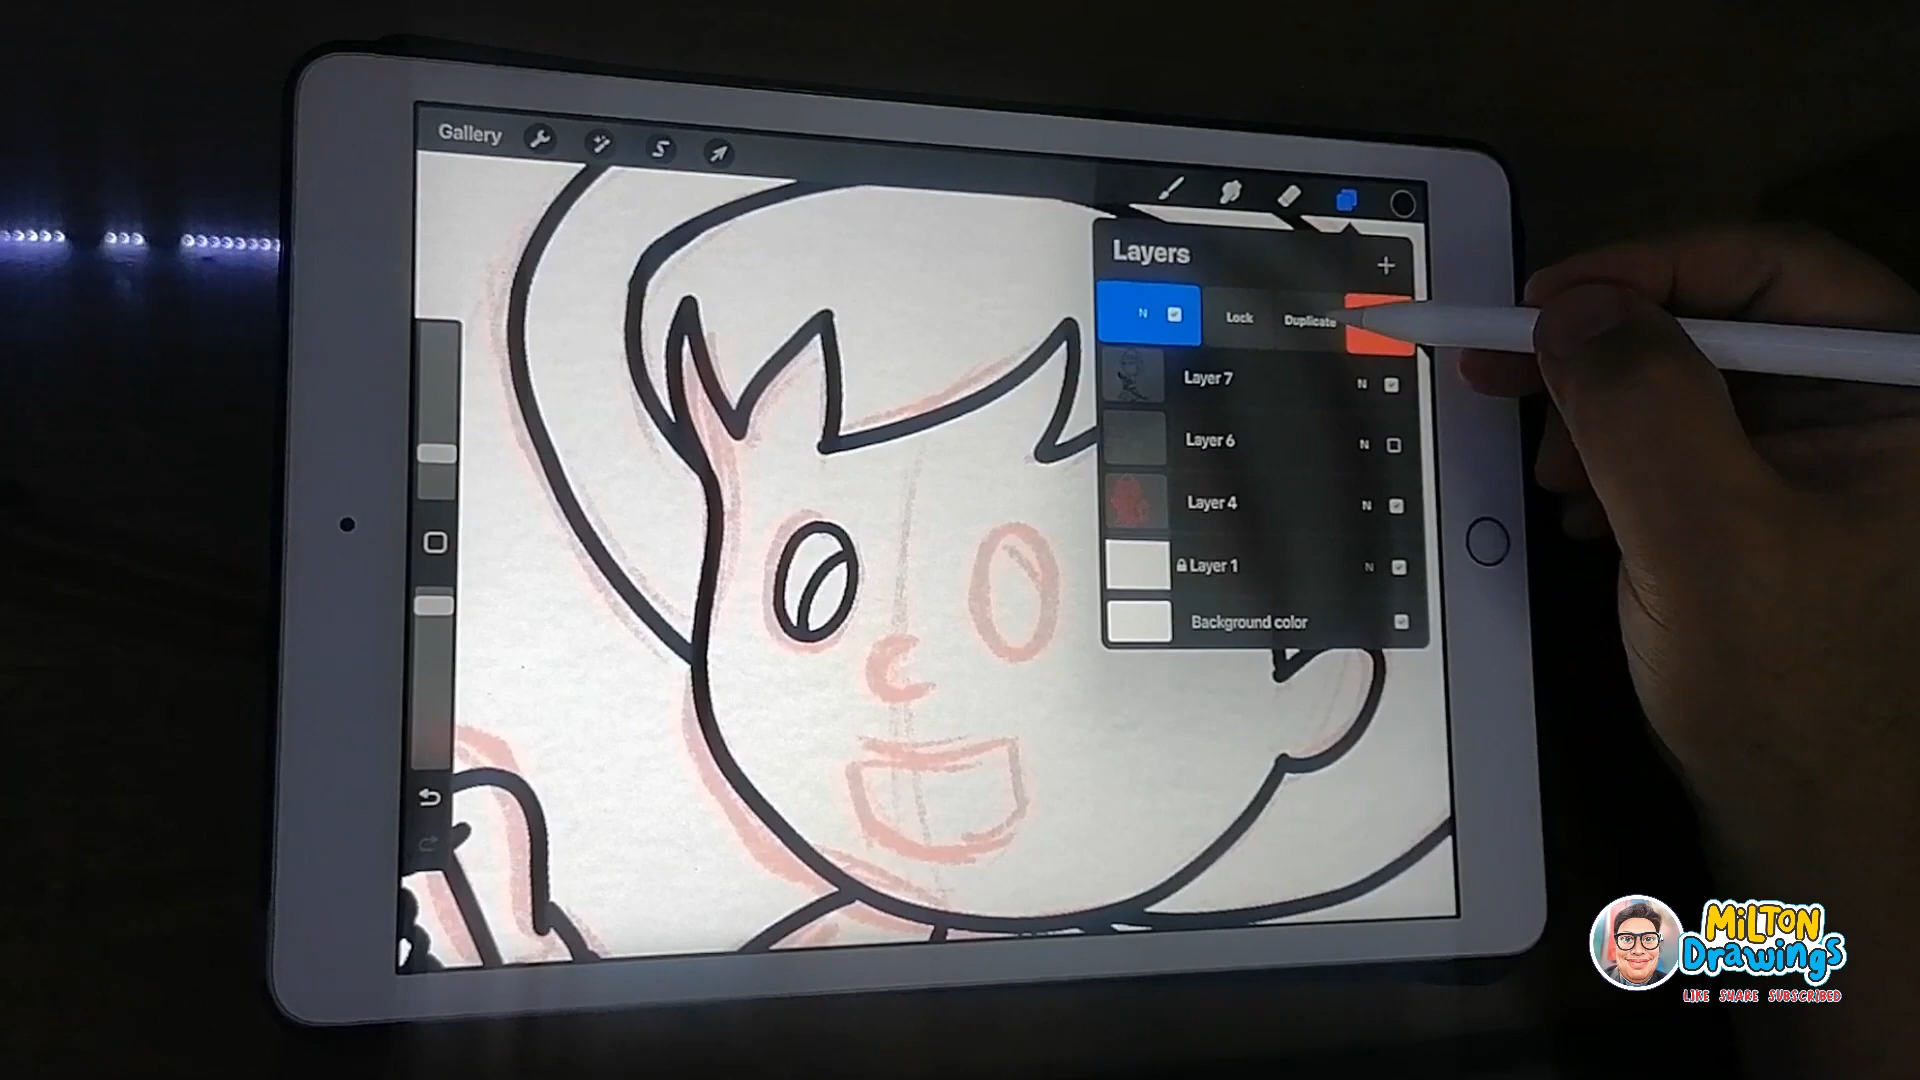 Gallery
Layers
N Lock Duplicate
Layer 7 N
Layer 6 N
Layer 4 N
Layer 1 N
Background color
MiLTON
Drawings
LIKE SHARE SUBSCRIBED